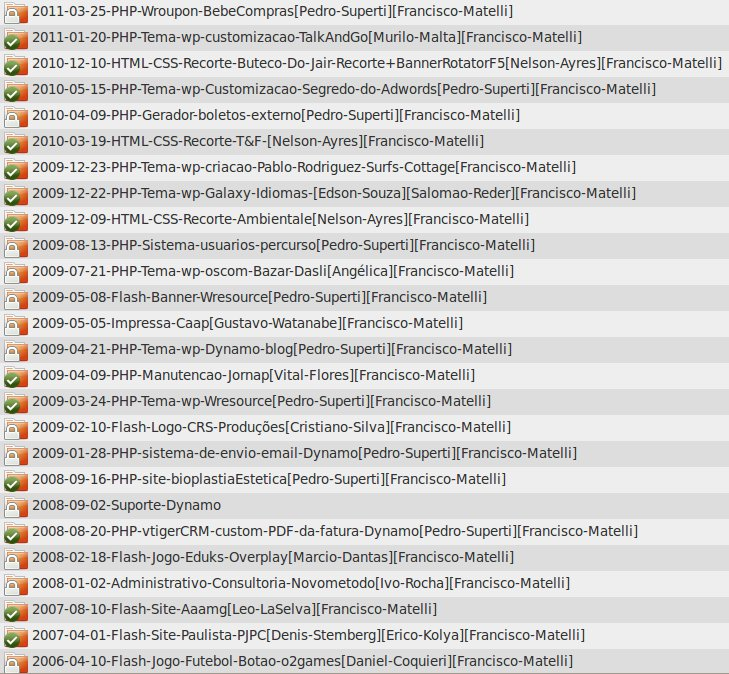 2011-03-25-PHP-Wroupon-BebeCompras[Pedro-Superti][Francisco-Matelli]
2011-01-20-PHP-Tema-wp-customizacao-TalkAndGo[Murilo-Malta][Francisco-Matelli]
2010-12-10-HTML-CSS-Recorte-Buteco-Do-Jair-Recorte+BannerRotatorF5[Nelson-Ayres][Francisco-Matelli]
2010-05-15-PHP-Tema-wp-Customizacao-Segredo-do-Adwords[Pedro-Superti][Francisco-Matelli]
2010-04-09-PHP-Gerador-boletos-externo[Pedro-Superti][Francisco-Matelli]
2010-03-19-HTML-CSS-Recorte-T&F-[Nelson-Ayres][Francisco-Matelli]
2009-12-23-PHP-Tema-wp-criacao-Pablo-Rodriguez-Surfs-Cottage[Francisco-Matelli]
2009-12-22-PHP-Tema-wp-Galaxy-Idiomas-[Edson-Souza][Salomao-Reder][Francisco-Matelli]
2009-12-09-HTML-CSS-Recorte-Ambientale[Nelson-Ayres][Francisco-Matelli]
2009-08-13-PHP-Sistema-usuarios-percurso[Pedro-Superti][Francisco-Matelli]
2009-07-21-PHP-Tema-wp-oscom-Bazar-Dasli[Angélica][Francisco-Matelli]
2009-05-08-Flash-Banner-Wresource[Pedro-Superti][Francisco-Matelli]
2009-05-05-Impressa-Caap[Gustavo-Watanabe][Francisco-Matelli]
2009-04-21-PHP-Tema-wp-Dynamo-blog[Pedro-Superti][Francisco-Matelli]
2009-04-09-PHP-Manutencao-Jornap[Vital-Flores][Francisco-Matelli]
2009-03-24-PHP-Tema-wp-Wresource[Pedro-Superti][Francisco-Matelli]
2009-02-10-Flash-Logo-CRS-Produções[Cristiano-Silva][Francisco-Matelli]
2009-01-28-PHP-sistema-de-envio-email-Dynamo[Pedro-Superti][Francisco-Matelli]
2008-09-16-PHP-site-bioplastiaEstetica[Pedro-Superti][Francisco-Matelli]
2008-09-02-Suporte-Dynamo
2008-08-20-PHP-vtigerCRM-custom-PDF-da-fatura-Dynamo[Pedro-Superti][Francisco-Matelli]
2008-02-18-Flash-Jogo-Eduks-Overplay[Marcio-Dantas][Francisco-Matelli]
2008-01-02-Administrativo-Consultoria-Novometodo[Ivo-Rocha][Francisco-Matelli]
2007-08-10-Flash-Site-Aaamg[Leo-LaSelva][Francisco-Matelli]
2007-04-01-Flash-Site-Paulista-PJPC[Denis-Stemberg][Erico-Kolya][Francisco-Matelli]
2006-04-10-Flash-Jogo-Futebol-Botao-o2games[Daniel-Coquieri][Francisco-Matelli]